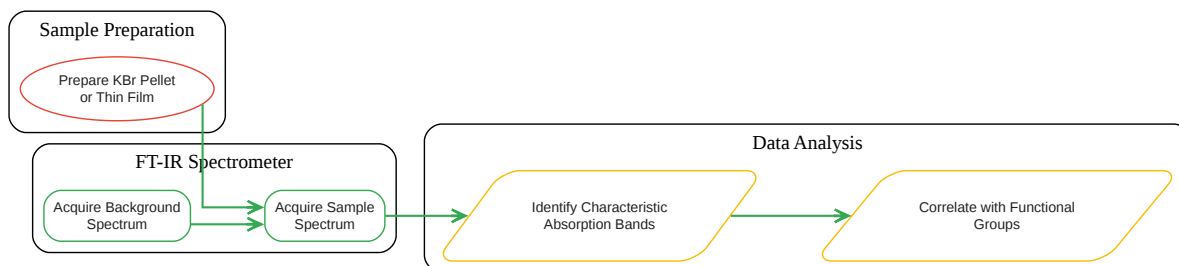 Sample Preparation
Prepare KBr Pellet
or Thin Film
FT-IR Spectrometer
Acquire Background
Spectrum
Acquire Sample
Spectrum
Data Analysis
Identify Characteristic
Absorption Bands
Correlate with Functional
Groups